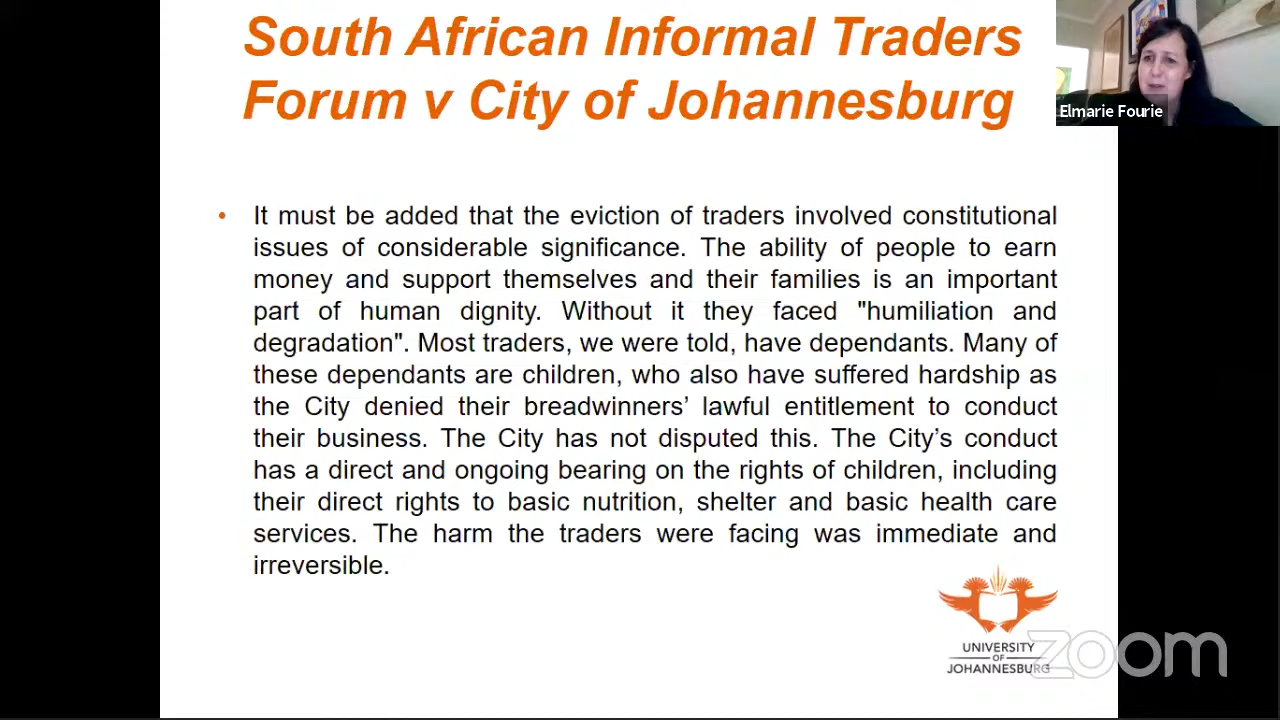 South African Informal Traders
Forum v City of Johannesburg
Elmarie Fourie
• It must be added that the eviction of traders involved constitutional
issues of considerable significance. The ability of people to earn
money and support themselves and their families is an important
part of human dignity. Without it they faced "humiliation and
degradation". Most traders, we were told, have dependants. Many of
these dependants are children, who also have suffered hardship as
the City denied their breadwinners’ lawful entitlement to conduct
their business. The City has not disputed this. The City’s conduct
has a direct and ongoing bearing on the rights of children, including
their direct rights to basic nutrition, shelter and basic health care
services. The harm the traders were facing was immediate and
irreversible.
UNIVERSITY
OF
JOHANNESBURG
zoom